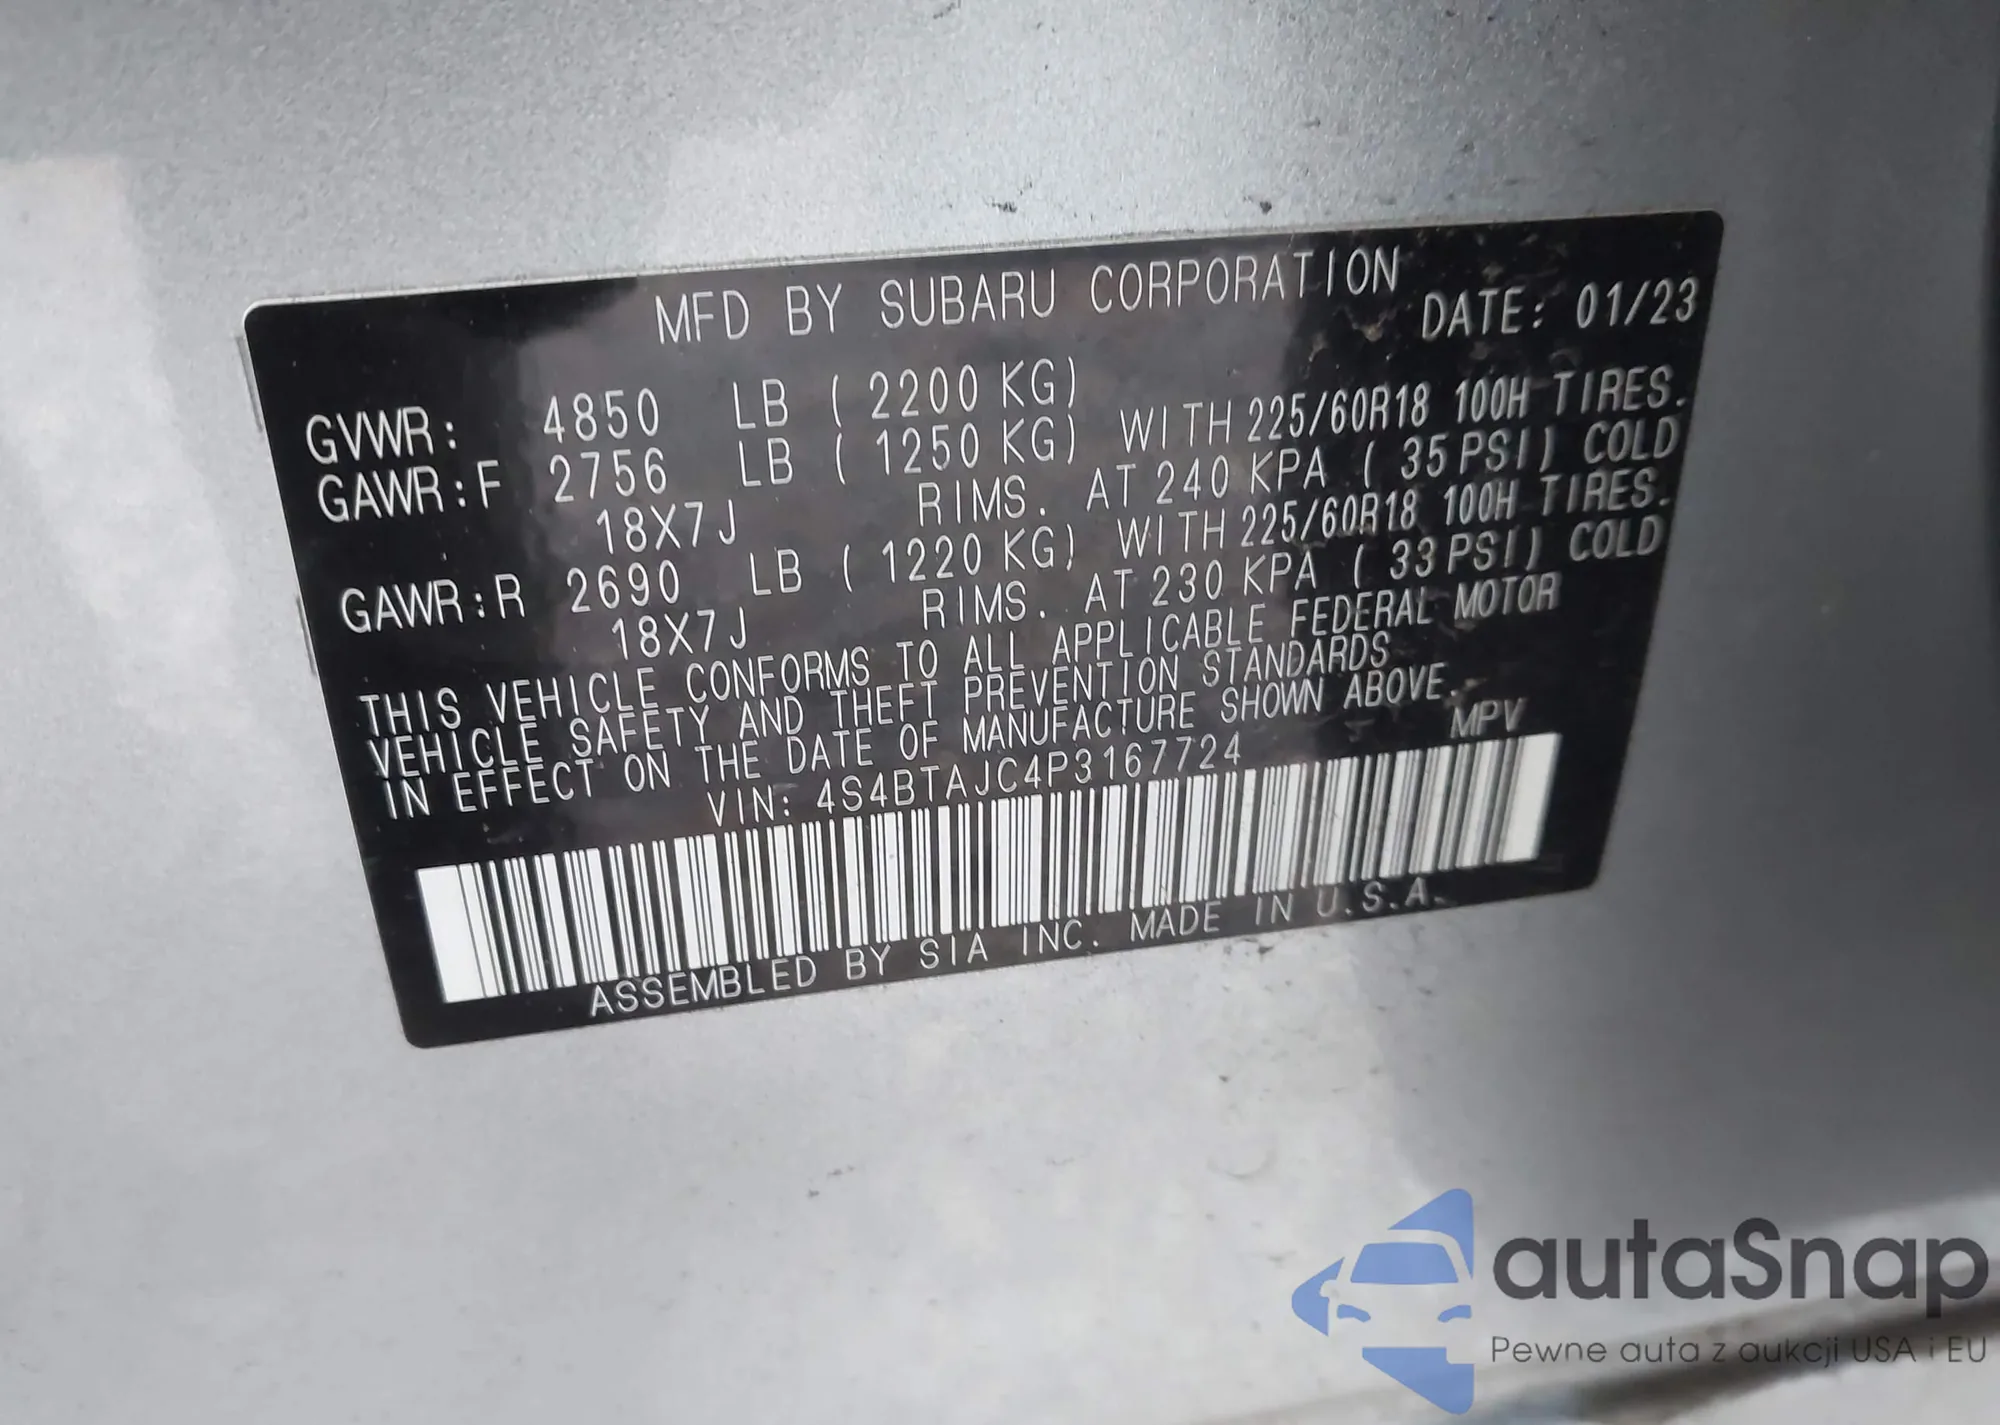 MFD BY SUBARU CORPORATION DATE: 01/23
GVWR: 4850 LB ( 2200 KG)
GAWR:F 2756 LB ( 1250 KG) WITH 225/60R18 100H TIRES.
18X7J RIMS. AT 240 KPA ( 35 PSI) COLD
GAWR:R 2690 LB ( 1220 KG) WITH 225/60R18 100H TIRES.
18X7J RIMS. AT 230 KPA ( 33 PSI) COLD
THIS VEHICLE CONFORMS TO ALL APPLICABLE FEDERAL MOTOR
VEHICLE SAFETY AND THEFT PREVENTION STANDARDS
IN EFFECT ON THE DATE OF MANUFACTURE SHOWN ABOVE.
VIN: 4S4BTAJC4P3167724 MPV
ASSEMBLED BY SIA INC. MADE IN U.S.A.
autaSnap
Pewne auta z aukcji USA i EU